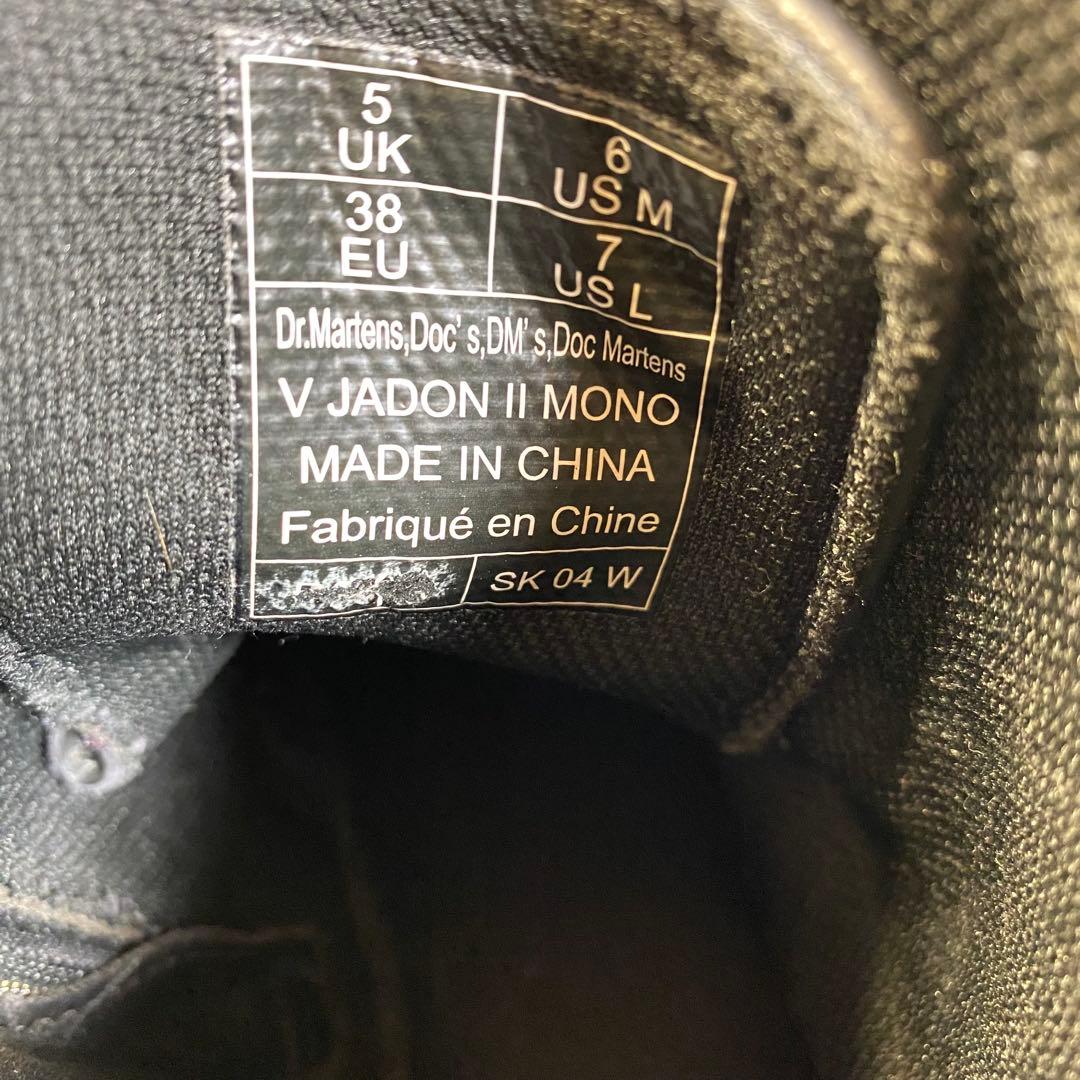 5
UK
6
US M
38
EU
7
US L
Dr.Martens,Doc's,DM's,Doc Martens
V JADON II MONO
MADE IN CHINA
Fabriqué en Chine
SK 04 W